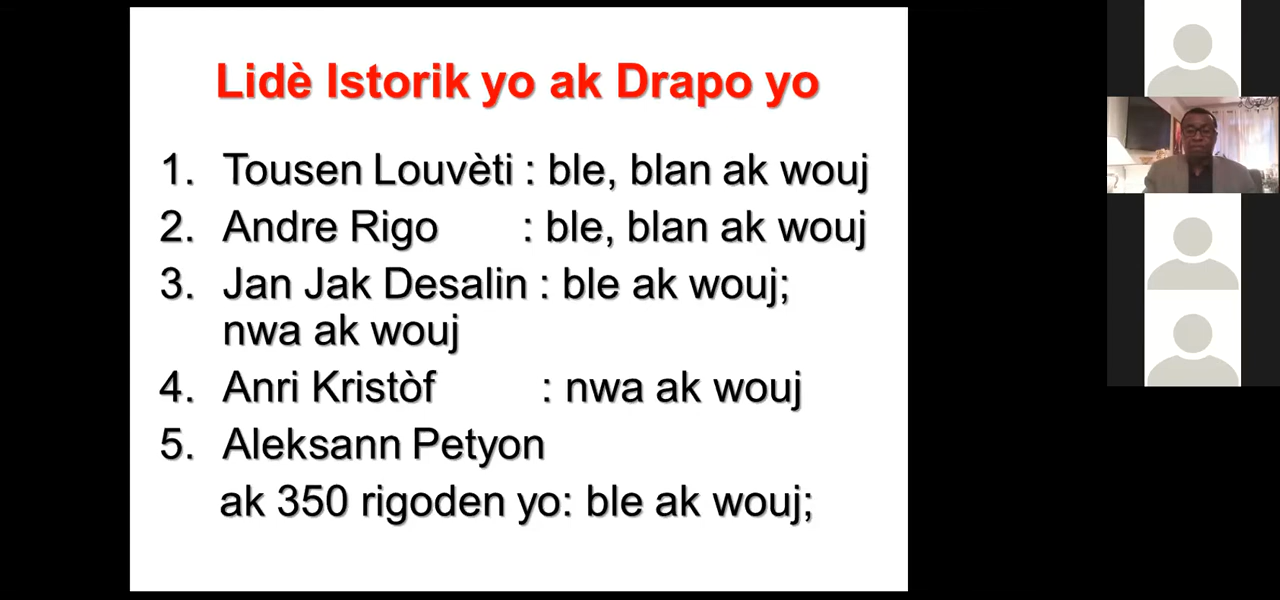 Lidè Istorik yo ak Drapo yo
1. Tousen Louvèti : ble, blan ak wouj
2. Andre Rigo : ble, blan ak wouj
3. Jan Jak Desalin : ble ak wouj;
nwa ak wouj
4. Anri Kristòf : nwa ak wouj
5. Aleksann Petyon
ak 350 rigoden yo: ble ak wouj;